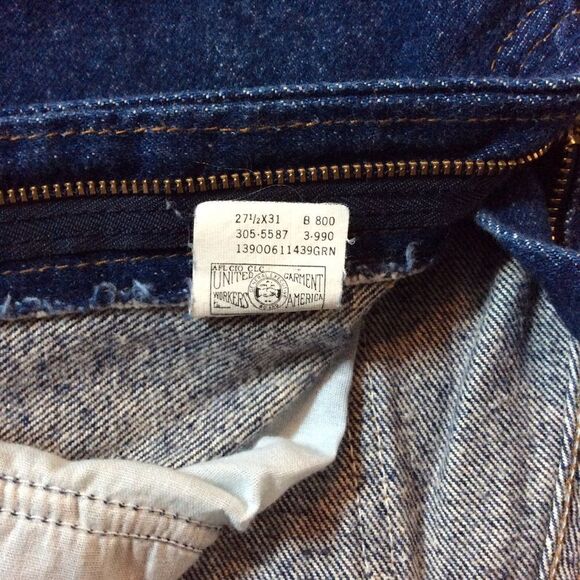 27½X31 B 800
305-5587 3-990
13900611439GRN
AFL CIO CLC
UNITED GARMENT
WORKERS AMERICA